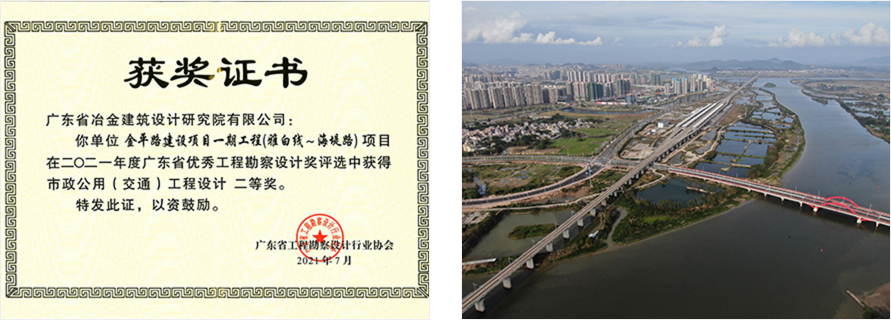 获奖证书
广东省冶金建筑设计研究院有限公司：
你单位 金平路建设项目一期工程(雅白线～海堤路) 项目
在二〇二一年度广东省优秀工程勘察设计奖评选中获得
市政公用（交通）工程设计 二等奖。
特发此证，以资鼓励。
广东省工程勘察设计行业协会
2021 年 7 月